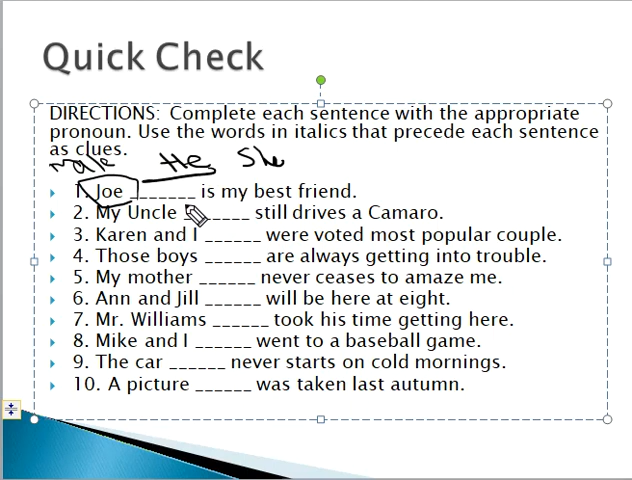 Quick Check
DIRECTIONS: Complete each sentence with the appropriate
pronoun. Use the words in italics that precede each sentence
as clues.
Male He She
1. Joe _______ is my best friend.
2. My Uncle _______ still drives a Camaro.
3. Karen and I ______ were voted most popular couple.
4. Those boys ______ are always getting into trouble.
5. My mother ______ never ceases to amaze me.
6. Ann and Jill ______ will be here at eight.
7. Mr. Williams ______ took his time getting here.
8. Mike and I ______ went to a baseball game.
9. The car ______ never starts on cold mornings.
10. A picture ______ was taken last autumn.